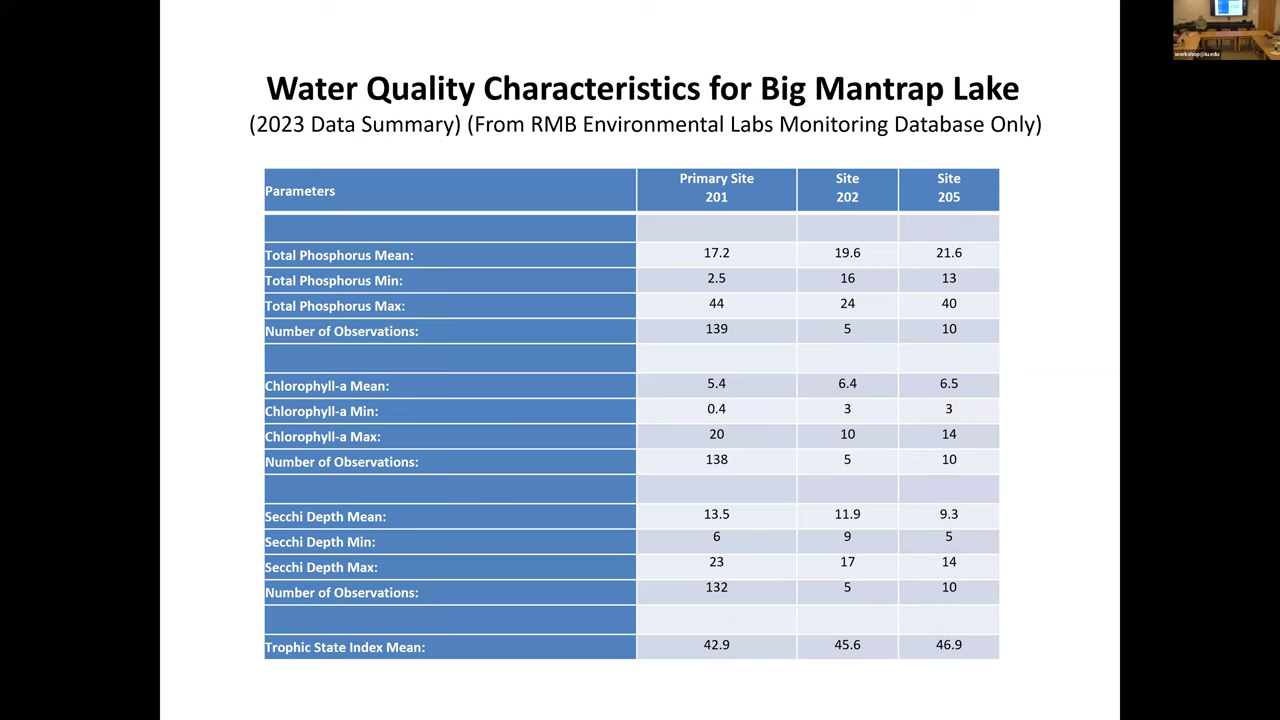 Water Quality Characteristics for Big Mantrap Lake
(2023 Data Summary) (From RMB Environmental Labs Monitoring Database Only)
Parameters Primary Site 201 Site 202 Site 205
Total Phosphorus Mean: 17.2 19.6 21.6
Total Phosphorus Min: 2.5 16 13
Total Phosphorus Max: 44 24 40
Number of Observations: 139 5 10
Chlorophyll-a Mean: 5.4 6.4 6.5
Chlorophyll-a Min: 0.4 3 3
Chlorophyll-a Max: 20 10 14
Number of Observations: 138 5 10
Secchi Depth Mean: 13.5 11.9 9.3
Secchi Depth Min: 6 9 5
Secchi Depth Max: 23 17 14
Number of Observations: 132 5 10
Trophic State Index Mean: 42.9 45.6 46.9
workshop@iu.edu